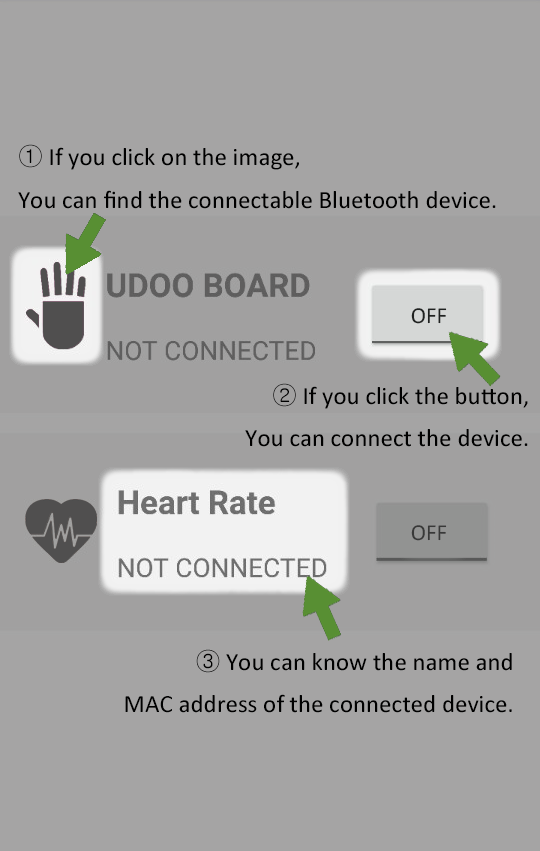 ① If you click on the image,
You can find the connectable Bluetooth device.
UDOO BOARD
OFF
NOT CONNECTED
② If you click the button,
You can connect the device.
Heart Rate
OFF
NOT CONNECTED
③ You can know the name and
MAC address of the connected device.